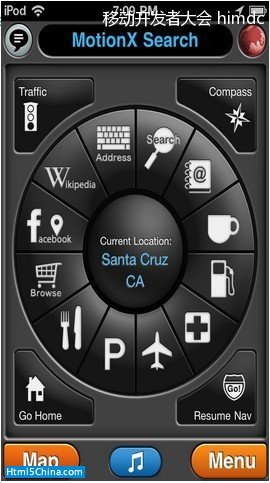 iPod 7:00 PM
移动开发者大会 himdc
MotionX Search
Traffic
Compass
Address
Search
Wikipedia
facebook
Browse
Current Location:
Santa Cruz
CA
P
Go Home
Go!
Resume Nav
Map
Menu
Html5China.com